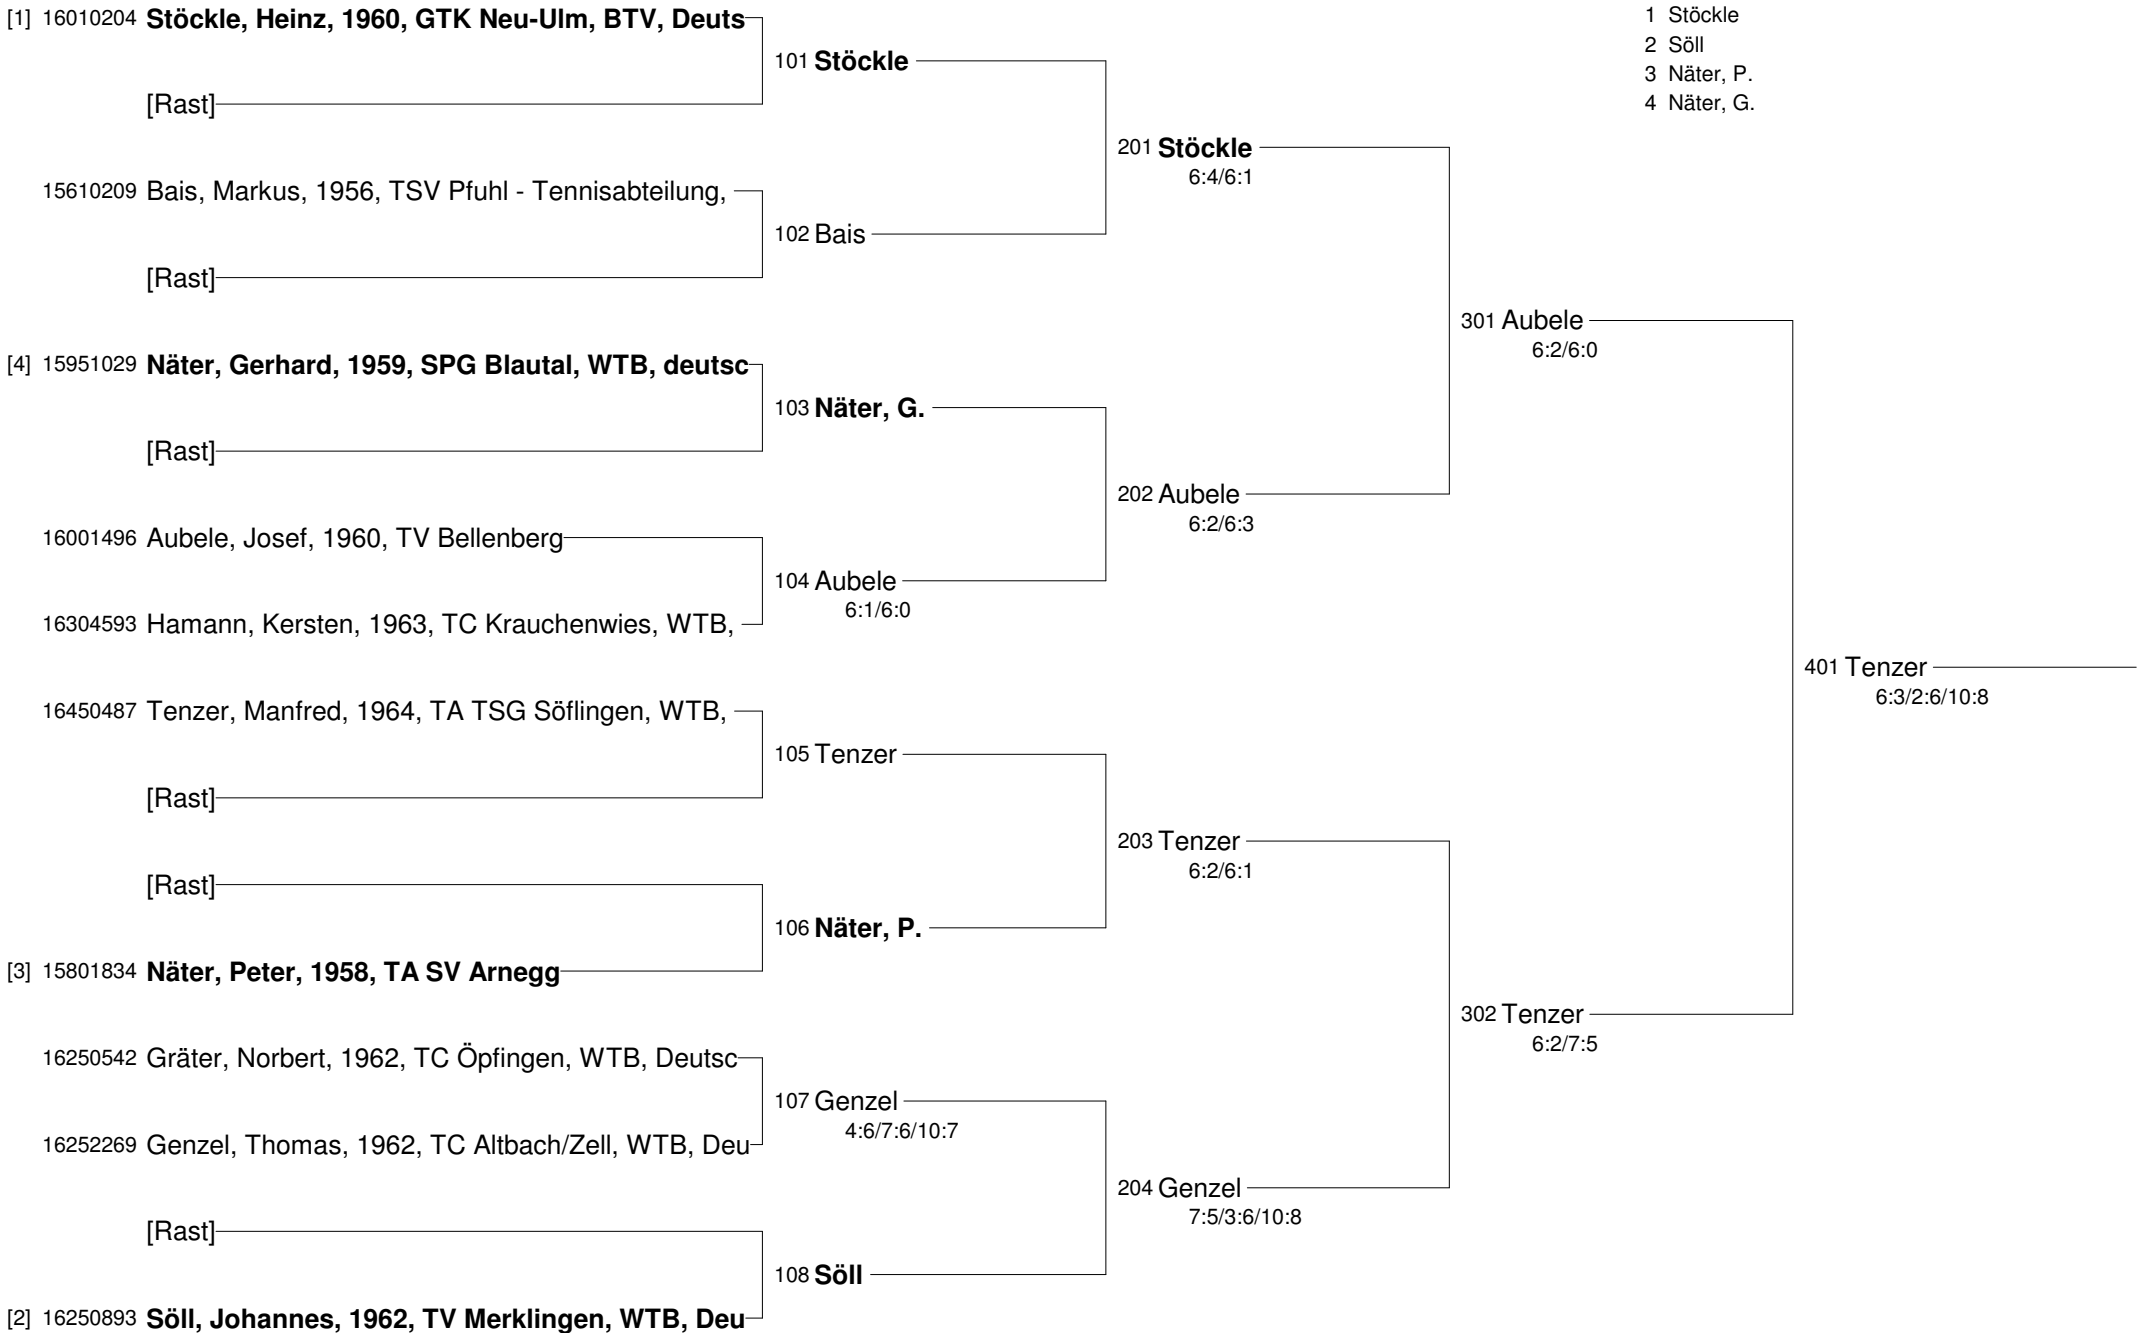 [1] 16010204 Stöckle, Heinz, 1960, GTK Neu-Ulm, BTV, Deuts
[Rast]
15610209 Bais, Markus, 1956, TSV Pfuhl - Tennisabteilung,
[Rast]
[4] 15951029 Näter, Gerhard, 1959, SPG Blautal, WTB, deutsc
[Rast]
16001496 Aubele, Josef, 1960, TV Bellenberg
16304593 Hamann, Kersten, 1963, TC Krauchenwies, WTB,
16450487 Tenzer, Manfred, 1964, TA TSG Söflingen, WTB,
[Rast]
[Rast]
[3] 15801834 Näter, Peter, 1958, TA SV Arnegg
16250542 Gräter, Norbert, 1962, TC Öpfingen, WTB, Deutsc
16252269 Genzel, Thomas, 1962, TC Altbach/Zell, WTB, Deu
[Rast]
[2] 16250893 Söll, Johannes, 1962, TV Merklingen, WTB, Deu
101 Stöckle
102 Bais
103 Näter, G.
104 Aubele
6:1/6:0
105 Tenzer
106 Näter, P.
107 Genzel
4:6/7:6/10:7
108 Söll
201 Stöckle
6:4/6:1
202 Aubele
6:2/6:3
203 Tenzer
6:2/6:1
204 Genzel
7:5/3:6/10:8
301 Aubele
6:2/6:0
302 Tenzer
6:2/7:5
401 Tenzer
6:3/2:6/10:8
1 Stöckle
2 Söll
3 Näter, P.
4 Näter, G.